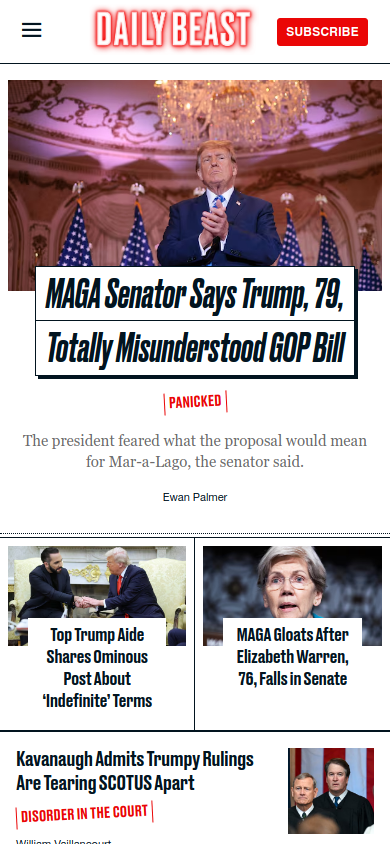 DAILY BEAST
SUBSCRIBE
MAGA Senator Says Trump, 79,
Totally Misunderstood GOP Bill
PANICKED
The president feared what the proposal would mean
for Mar-a-Lago, the senator said.
Ewan Palmer
Top Trump Aide
Shares Ominous
Post About
‘Indefinite’ Terms
MAGA Gloats After
Elizabeth Warren,
76, Falls in Senate
Kavanaugh Admits Trumpy Rulings
Are Tearing SCOTUS Apart
DISORDER IN THE COURT
William Vaillancourt